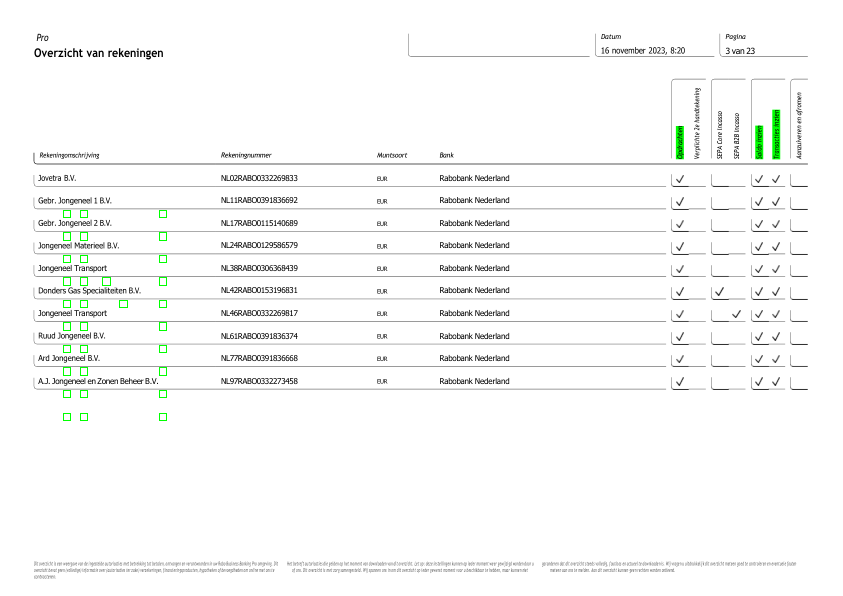 Pro
Overzicht van rekeningen
Datum
16 november 2023, 8:20
Pagina
3 van 23
Rekeningomschrijving Rekeningnummer Muntsoort Bank Opdrachten Verplichte 2e handtekening SEPA Core Incasso SEPA B2B Incasso Saldo inzien Transacties inzien Aanzuiveren en afromen
Jovetra B.V. NL02RABO0332269833 EUR Rabobank Nederland
Gebr. Jongeneel 1 B.V. NL11RABO0391836692 EUR Rabobank Nederland
Gebr. Jongeneel 2 B.V. NL17RABO0115140689 EUR Rabobank Nederland
Jongeneel Materieel B.V. NL24RABO0129586579 EUR Rabobank Nederland
Jongeneel Transport NL38RABO0306368439 EUR Rabobank Nederland
Donders Gas Specialiteiten B.V. NL42RABO0153196831 EUR Rabobank Nederland
Jongeneel Transport NL46RABO0332269817 EUR Rabobank Nederland
Ruud Jongeneel B.V. NL61RABO0391836374 EUR Rabobank Nederland
Ard Jongeneel B.V. NL77RABO0391836668 EUR Rabobank Nederland
A.J. Jongeneel en Zonen Beheer B.V. NL97RABO0332273458 EUR Rabobank Nederland